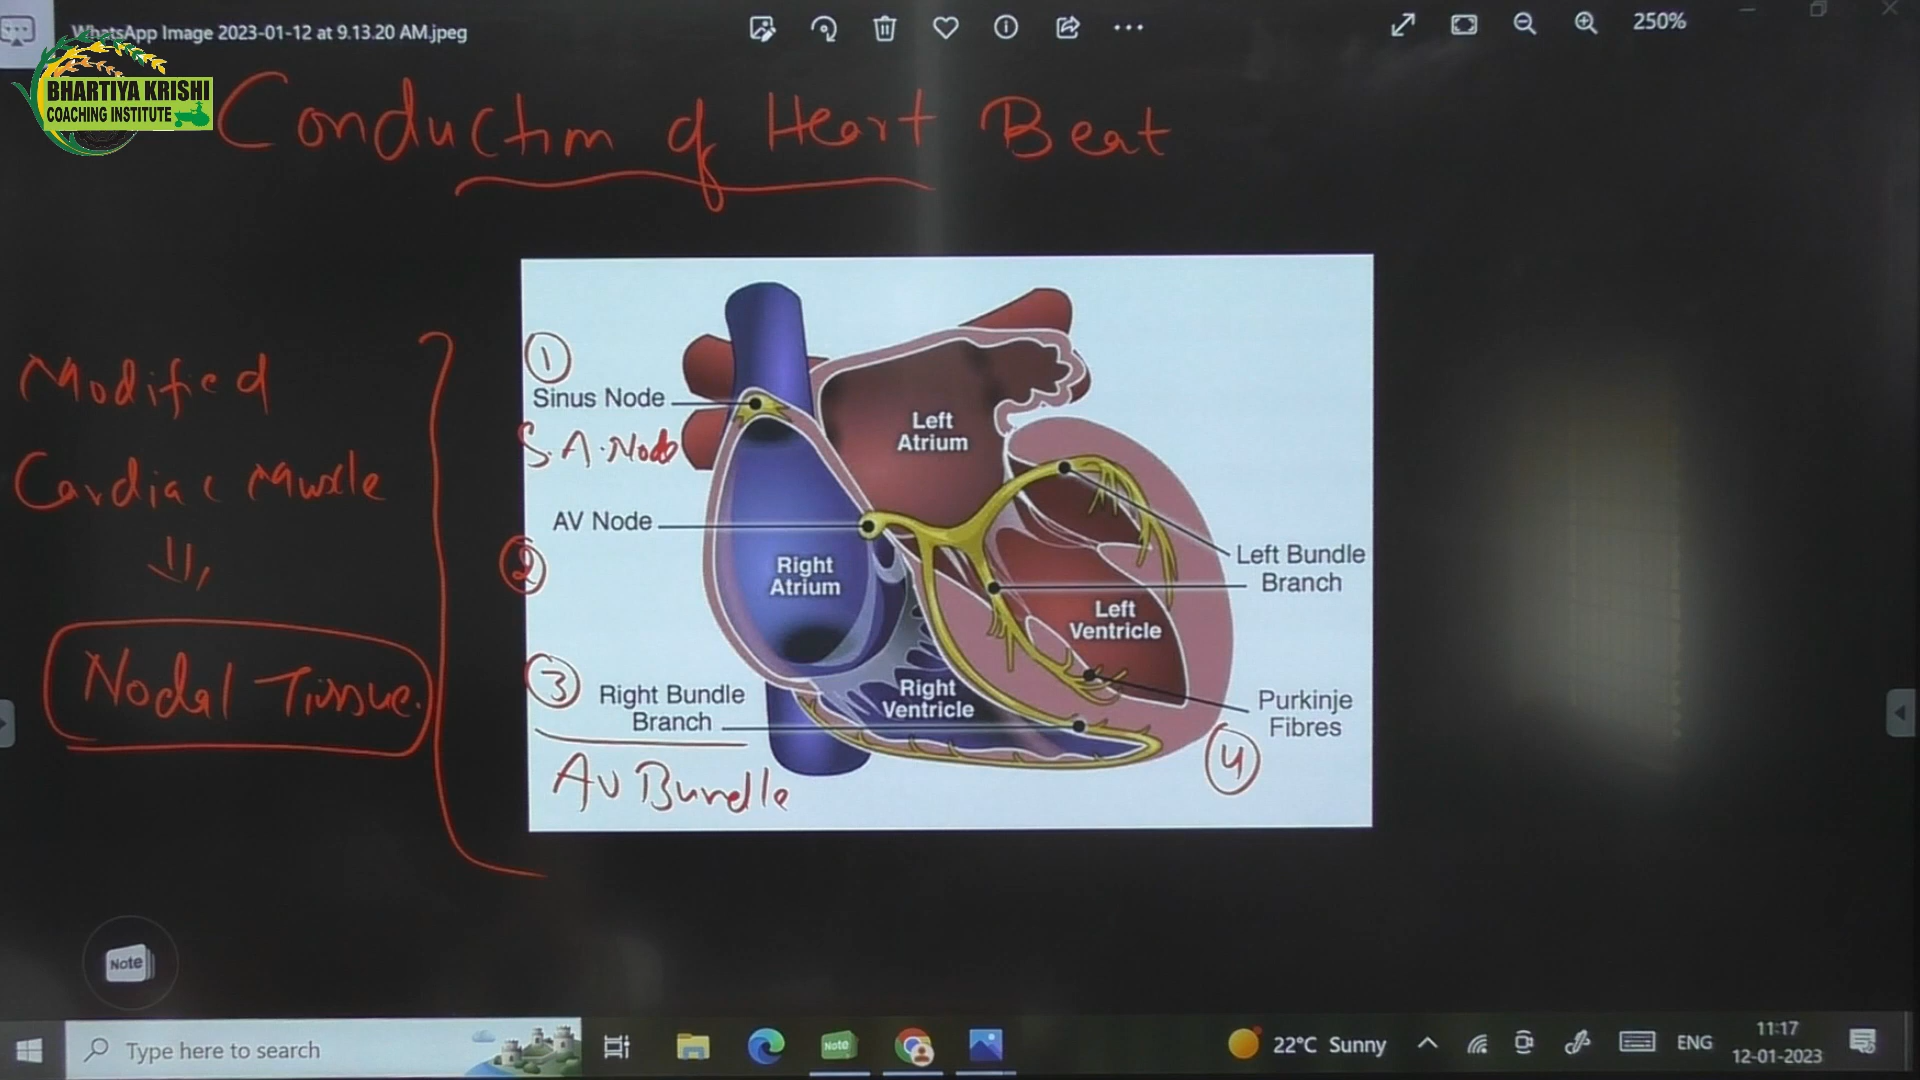 WhatsApp Image 2023-01-12 at 9.13.20 AM.jpeg
250%
BHARTIYA KRISHI
COACHING INSTITUTE
Conduction of Heart Beat
Modified
Cardiac Muscle
Nodal Tissue.
1
Sinus Node
S.A. Node
AV Node
2
3
Right Bundle
Branch
AV Bundle
Left
Atrium
Right
Atrium
Left
Ventricle
Right
Ventricle
Left Bundle
Branch
Purkinje
Fibres
4
Note
Type here to search
Note
22°C Sunny
ENG
11:17
12-01-2023